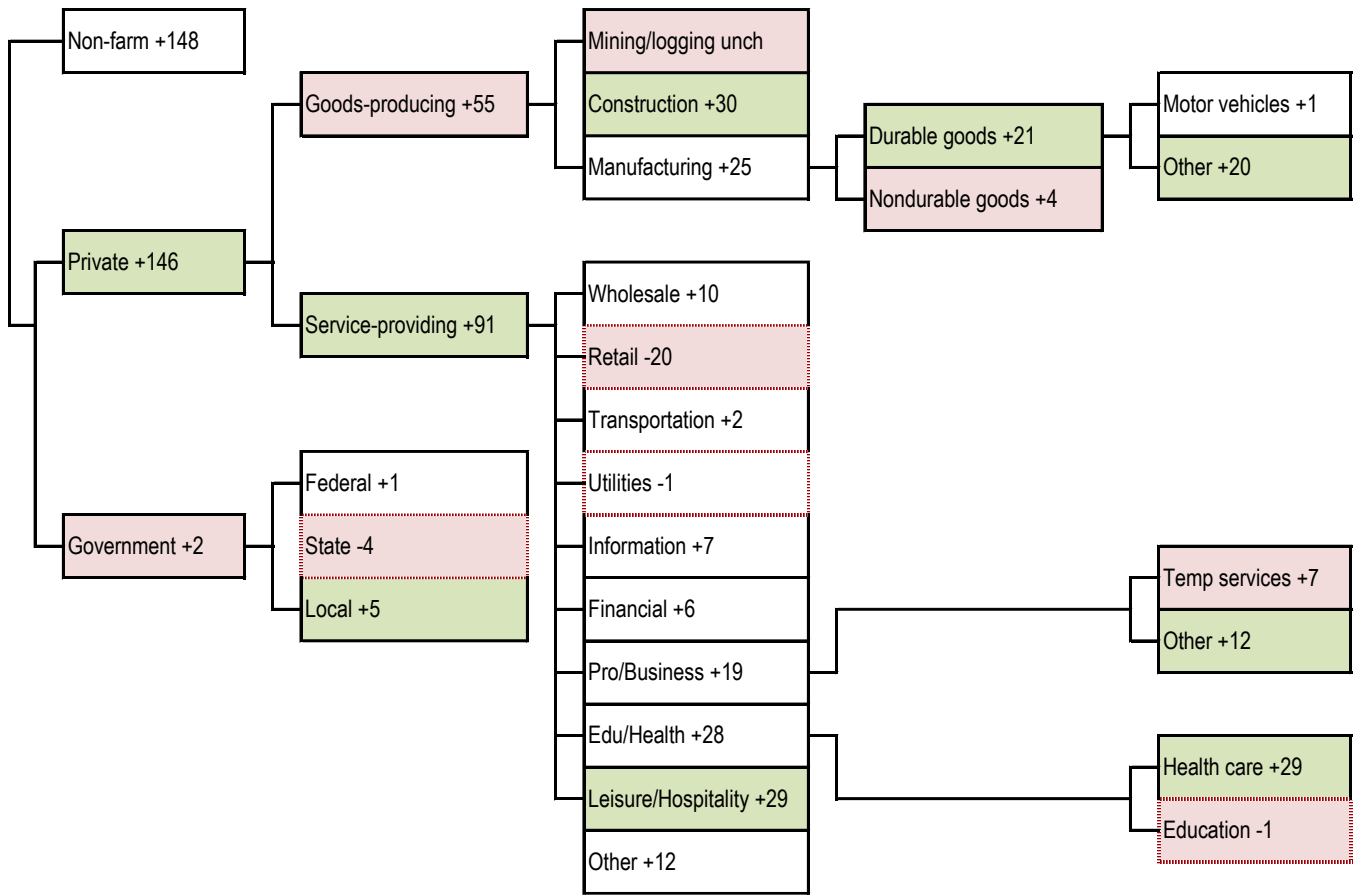 Non-farm +148
Private +146
Government +2
Goods-producing +55
Service-providing +91
Federal +1
State -4
Local +5
Mining/logging unch
Construction +30
Manufacturing +25
Wholesale +10
Retail -20
Transportation +2
Utilities -1
Information +7
Financial +6
Pro/Business +19
Edu/Health +28
Leisure/Hospitality +29
Other +12
Durable goods +21
Nondurable goods +4
Motor vehicles +1
Other +20
Temp services +7
Other +12
Health care +29
Education -1